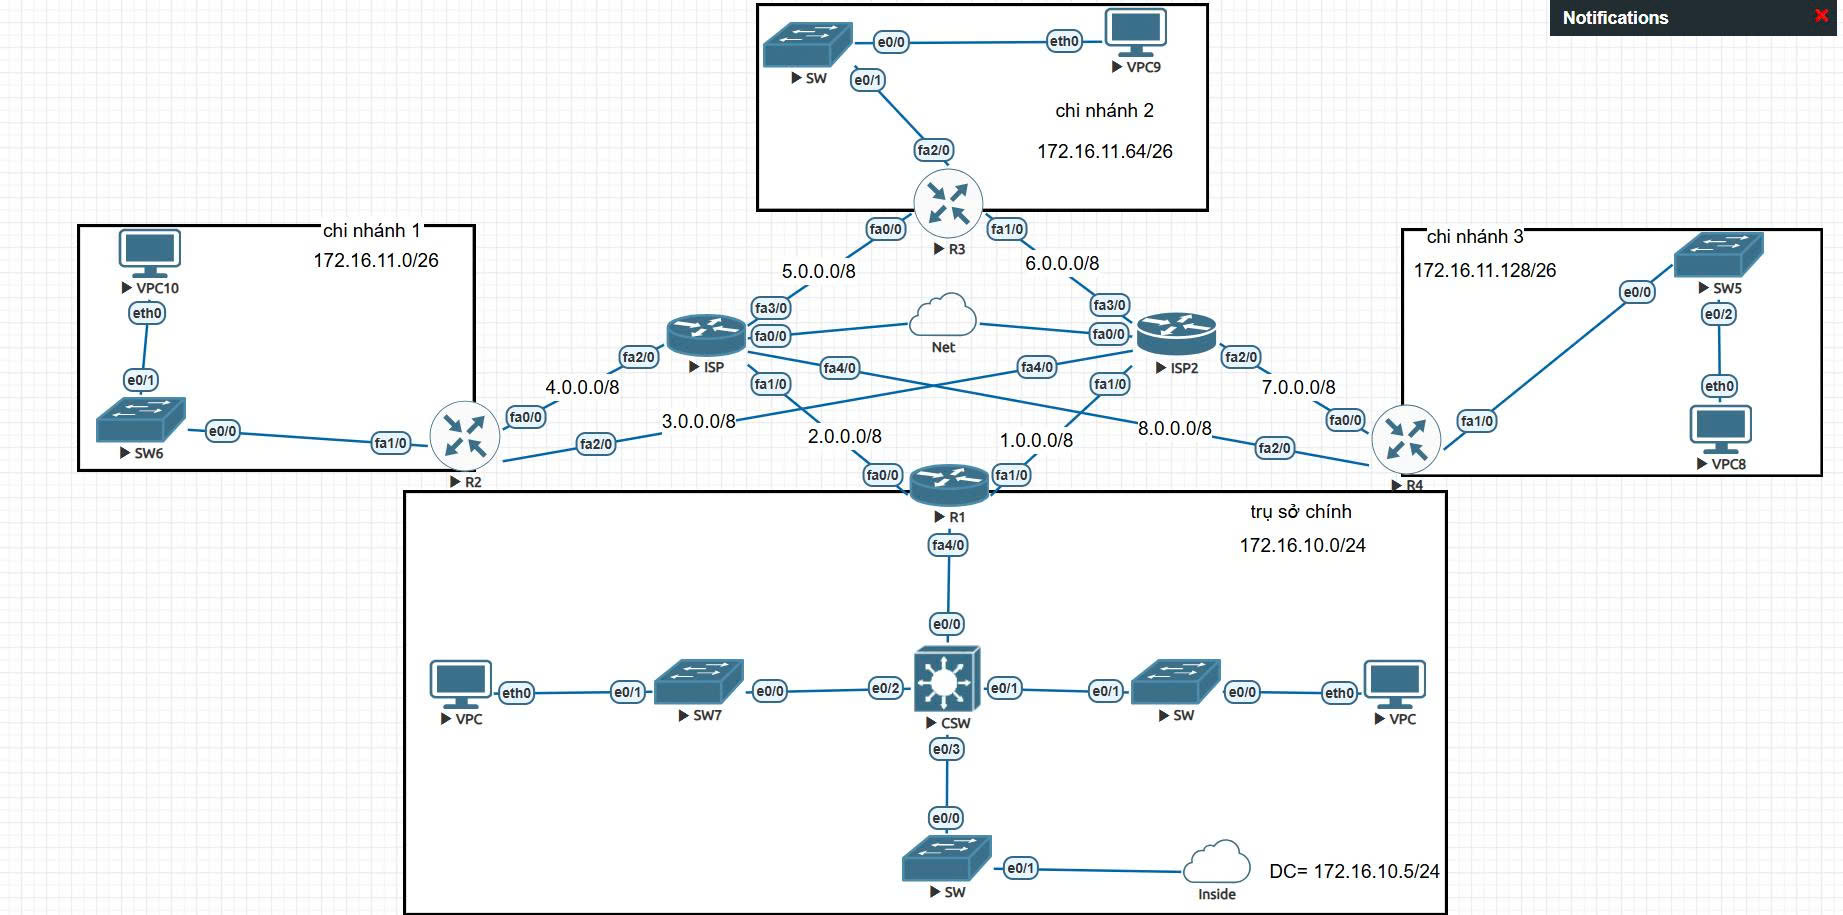 Notifications
e0/0
eth0
SW
VPC9
e0/1
chi nhánh 2
172.16.11.64/26
fa2/0
fa0/0
fa1/0
R3
chi nhánh 1
172.16.11.0/26
VPC10
eth0
e0/1
SW6
e0/0
fa1/0
R2
chi nhánh 3
172.16.11.128/26
SW5
e0/0
e0/2
eth0
VPC8
fa1/0
R4
5.0.0.0/8
6.0.0.0/8
fa3/0
fa0/0
fa2/0
ISP
fa4/0
fa1/0
Net
fa3/0
fa0/0
fa2/0
ISP2
fa4/0
fa1/0
4.0.0.0/8
fa0/0
3.0.0.0/8
fa2/0
2.0.0.0/8
1.0.0.0/8
8.0.0.0/8
7.0.0.0/8
fa0/0
fa2/0
fa0/0
fa1/0
R1
fa4/0
trụ sở chính
172.16.10.0/24
e0/0
VPC
eth0
e0/1
SW7
e0/0
e0/2
CSW
e0/1
e0/1
SW
e0/0
eth0
VPC
e0/3
e0/0
SW
e0/1
Inside
DC= 172.16.10.5/24